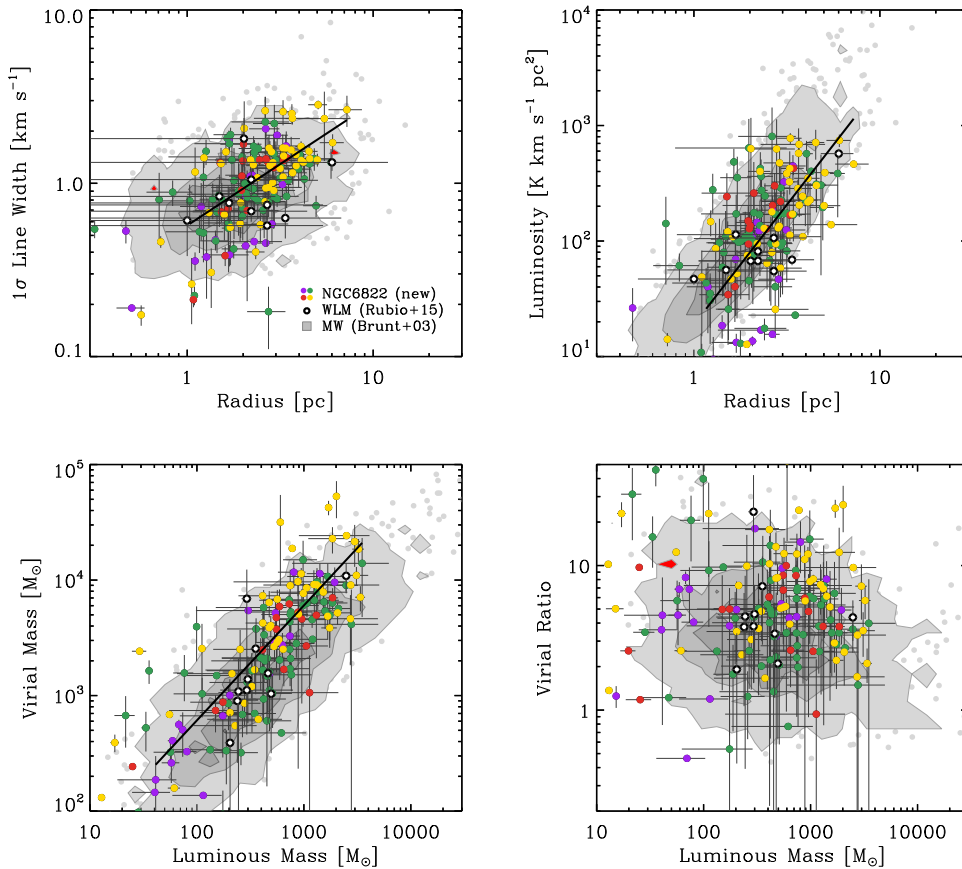 10.0
1.0
0.1
1σ Line Width [km s⁻¹]
1
10
Radius [pc]
NGC6822 (new)
WLM (Rubio+15)
MW (Brunt+03)
10⁴
10³
10²
10¹
Luminosity [K km s⁻¹ pc²]
1
10
Radius [pc]
10⁵
10⁴
10³
10²
Virial Mass [M⊙]
10
100
1000
10000
Luminous Mass [M⊙]
10
1
Virial Ratio
10
100
1000
10000
Luminous Mass [M⊙]